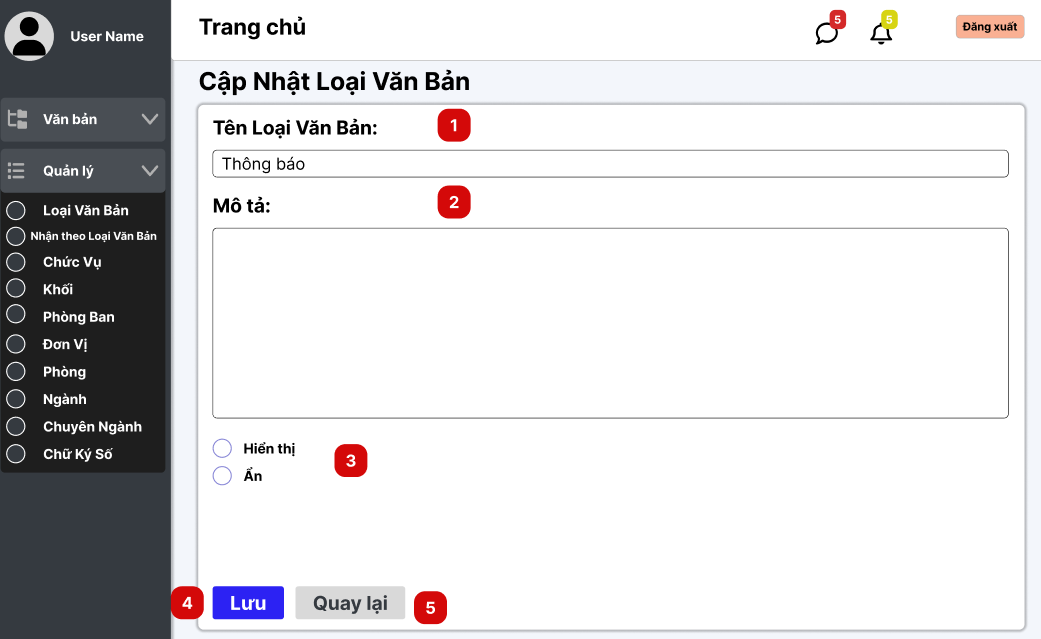 User Name
Trang chủ
5
5
Đăng xuất
Văn bản
Quản lý
Loại Văn Bản
Nhận theo Loại Văn Bản
Chức Vụ
Khối
Phòng Ban
Đơn Vị
Phòng
Ngành
Chuyên Ngành
Chữ Ký Số
Cập Nhật Loại Văn Bản
Tên Loại Văn Bản:
1
Thông báo
Mô tả:
2
Hiển thị
3
Ẩn
4
Lưu
Quay lại
5